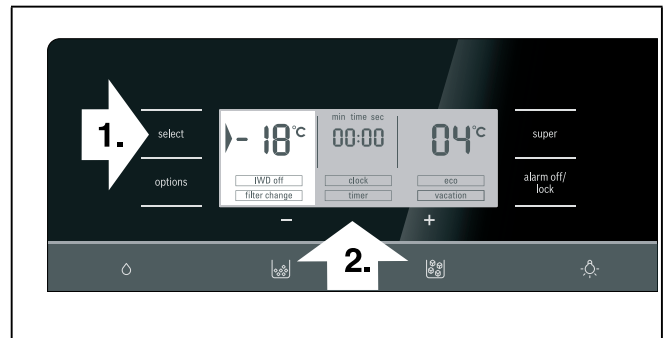 1.
select
options
min time sec
- 18°C
00:00
04°C
IWD off
clock
eco
filter change
timer
vacation
super
alarm off/
lock
−
+
2.